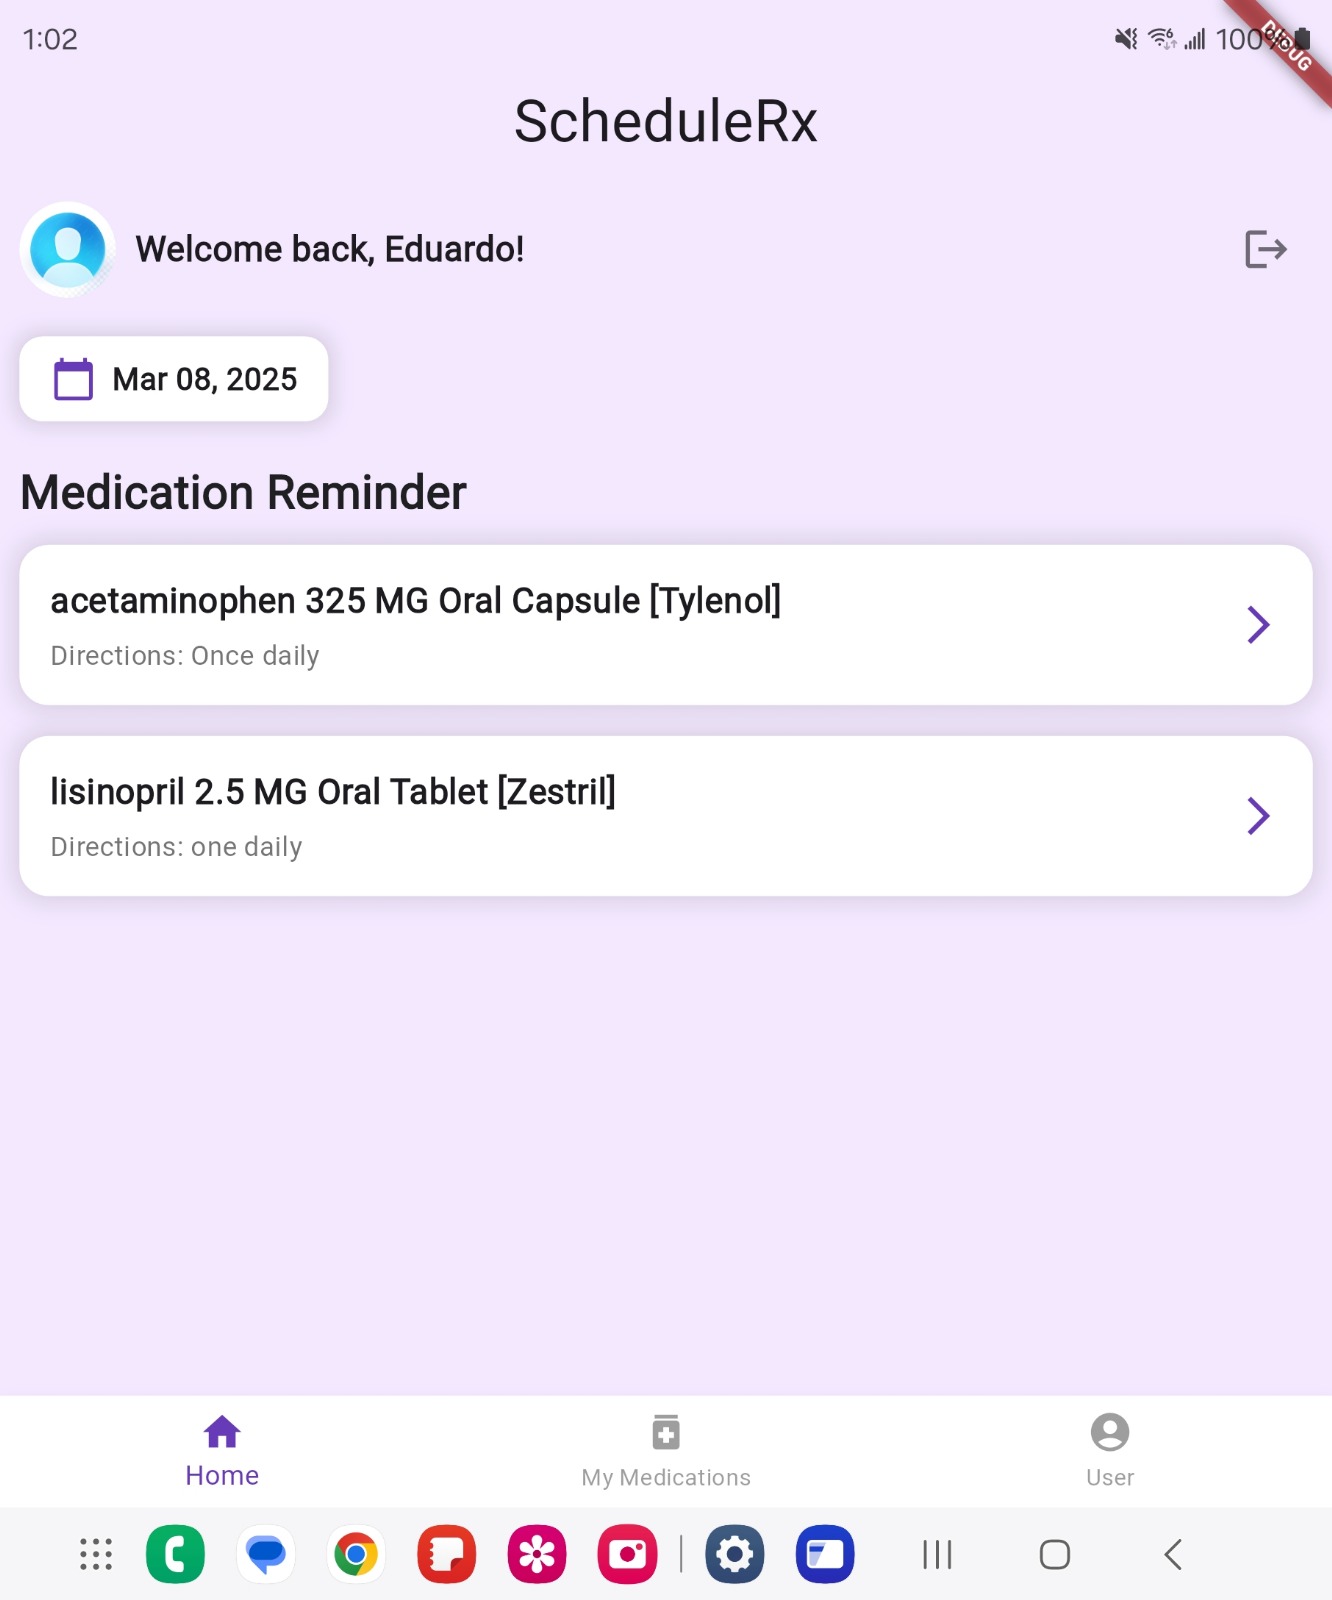 1:02
100%
DEBUG
ScheduleRx
Welcome back, Eduardo!
Mar 08, 2025
Medication Reminder
acetaminophen 325 MG Oral Capsule [Tylenol]
Directions: Once daily
lisinopril 2.5 MG Oral Tablet [Zestril]
Directions: one daily
Home
My Medications
User